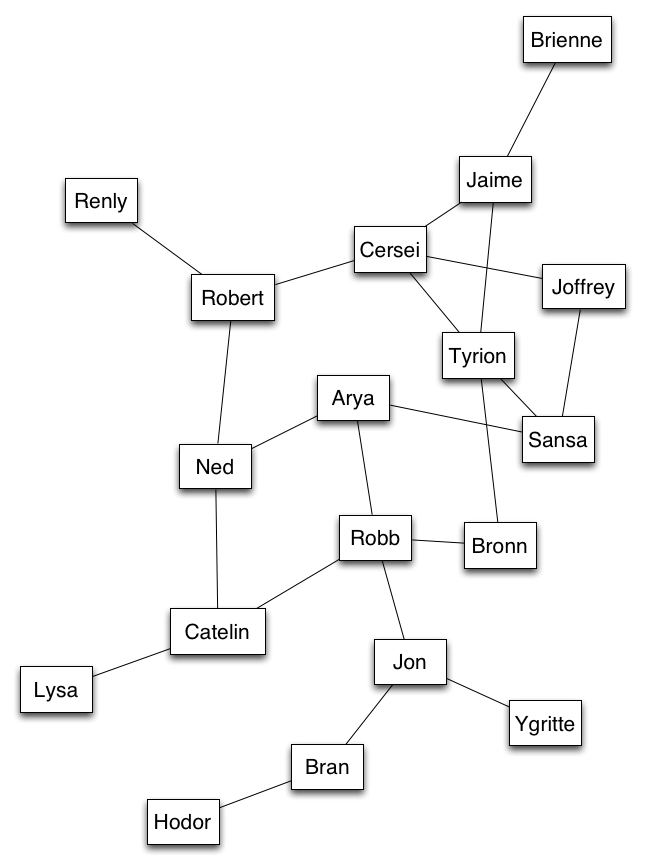 Brienne
Jaime
Renly
Cersei
Joffrey
Robert
Tyrion
Arya
Sansa
Ned
Robb
Bronn
Catelin
Jon
Lysa
Ygritte
Bran
Hodor